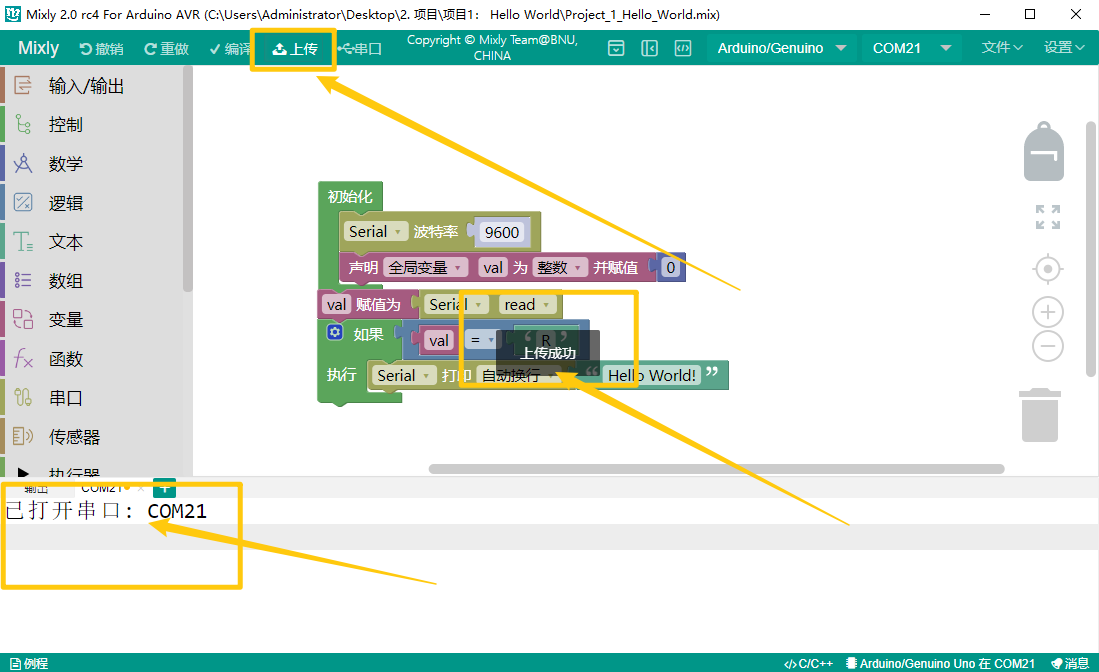 Mixly 2.0 rc4 For Arduino AVR (C:\Users\Administrator\Desktop\2. 项目\项目1： Hello World\Project_1_Hello_World.mix)
Mixly 撤销 重做 编译 上传 串口 Copyright © Mixly Team@BNU, CHINA Arduino/Genuino COM21 文件 设置
输入/输出
控制
数学
逻辑
文本
数组
变量
函数
串口
传感器
执行器
初始化
Serial 波特率 9600
声明 全局变量 val 为 整数 并赋值 0
val 赋值为 Serial read
如果 val = “ R ”
上传成功
执行 Serial 打印 自动换行 “ Hello World! ”
输出 COM21
已打开串口: COM21
例程 C/C++ Arduino/Genuino Uno 在 COM21 消息